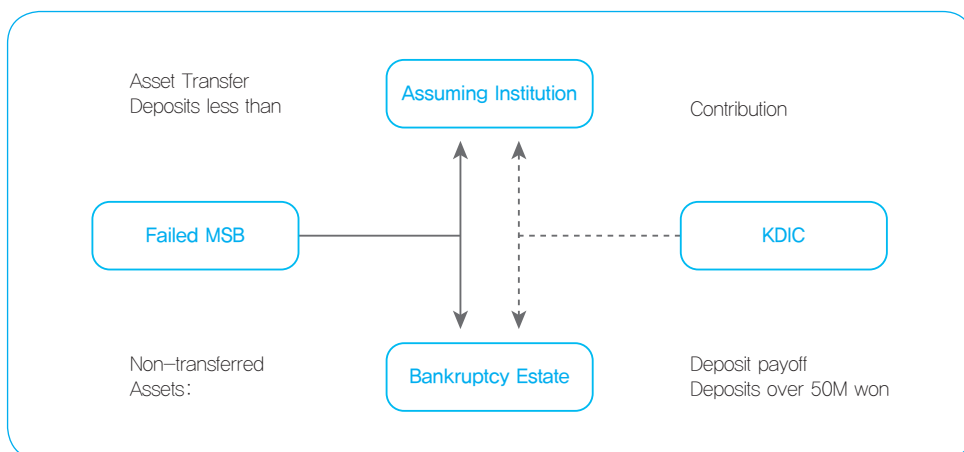 Asset Transfer
Deposits less than
Assuming Institution
Contribution
Failed MSB
KDIC
Non-transferred
Assets:
Bankruptcy Estate
Deposit payoff
Deposits over 50M won